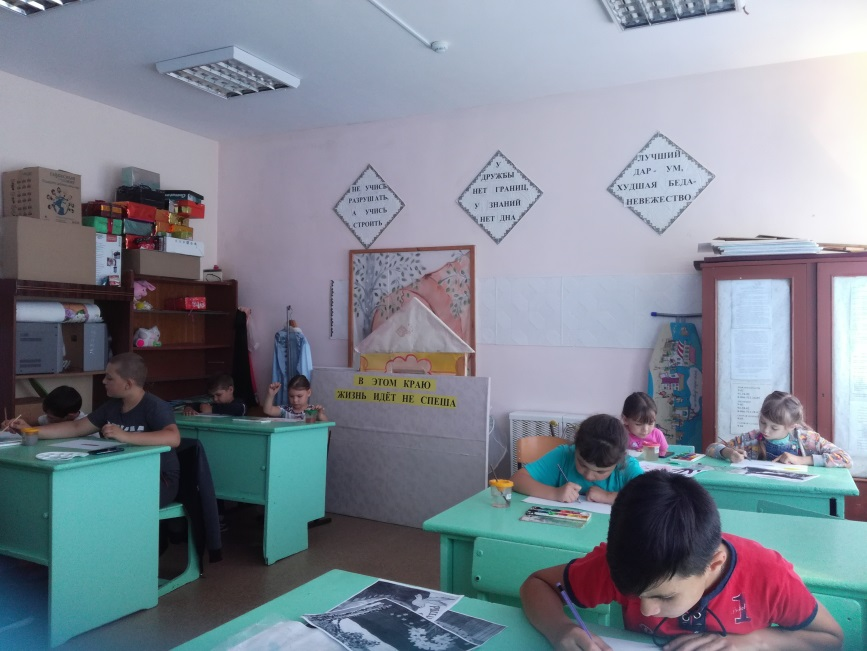 НЕ УЧИСЬ
РАЗРУШАТЬ,
А УЧИСЬ
СТРОИТЬ
У
ДРУЖБЫ
НЕТ ГРАНИЦ,
У ЗНАНИЙ
НЕТ ДНА
ЛУЧШИЙ
ДАР - УМ,
ХУДШАЯ БЕДА-
НЕВЕЖЕСТВО
В ЭТОМ КРАЮ
ЖИЗНЬ ИДЁТ НЕ СПЕША
1